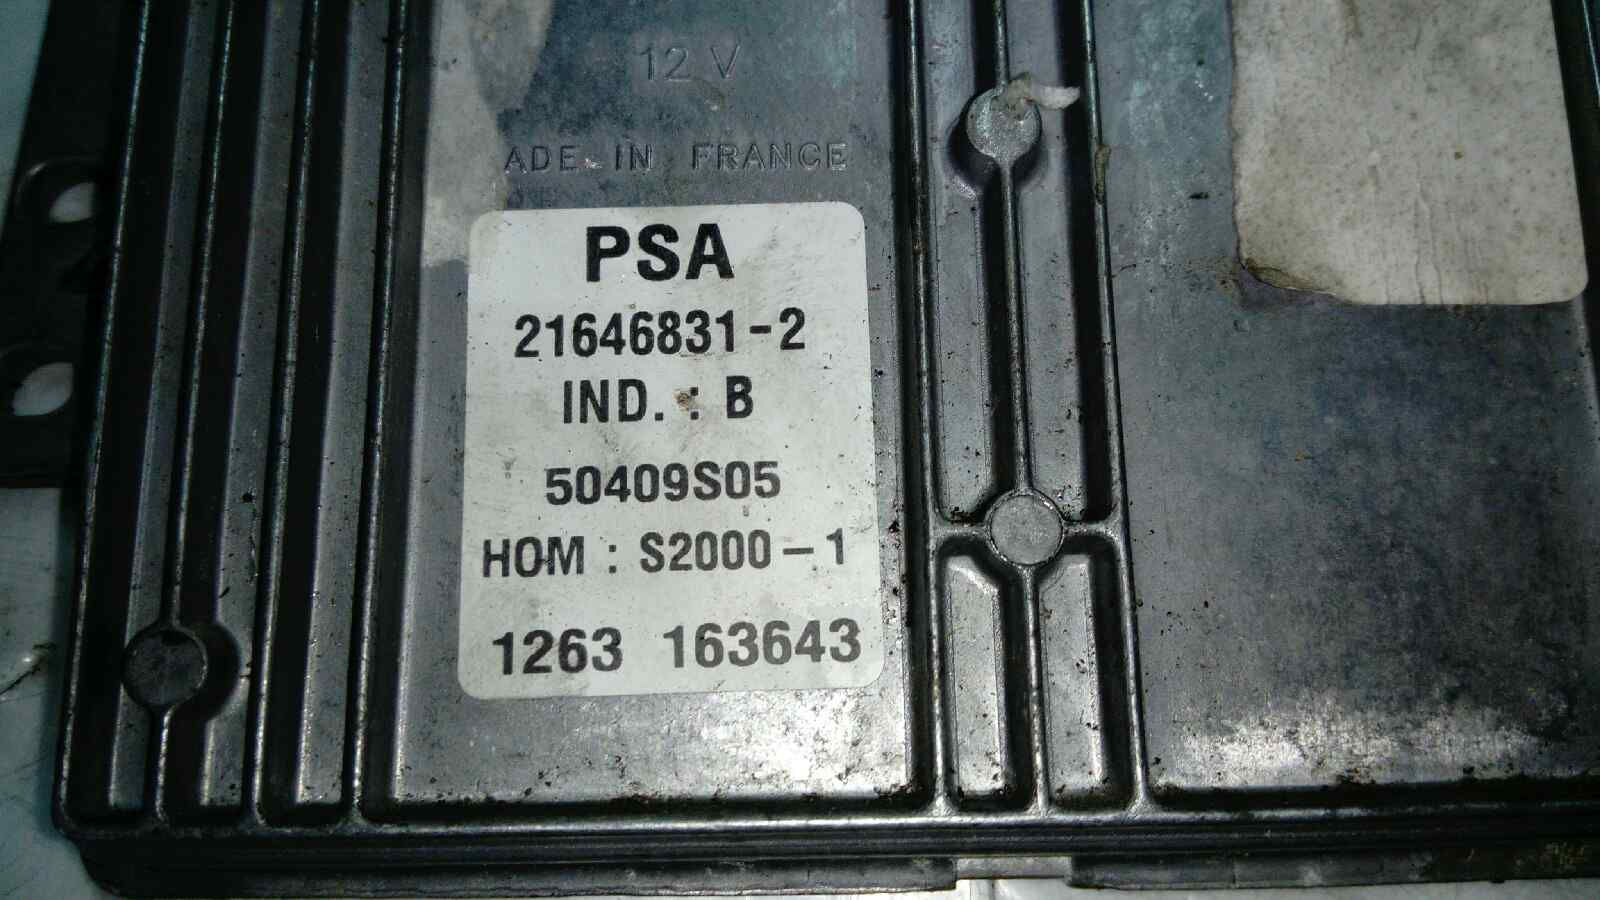 12 V
ADE IN FRANCE
PSA
21646831-2
IND. : B
50409S05
HOM : S2000-1
1263 163643